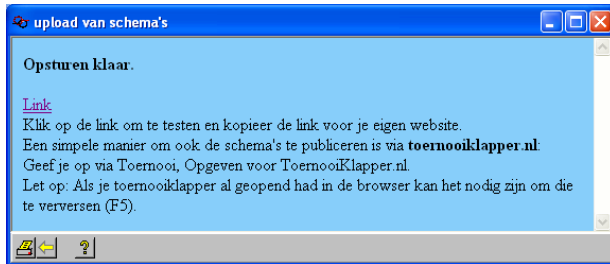 upload van schema's
Opsturen klaar.
Link
Klik op de link om te testen en kopieer de link voor je eigen website.
Een simpele manier om ook de schema's te publiceren is via toernooiklapper.nl:
Geef je op via Toernooi, Opgeven voor ToernooiKlapper.nl.
Let op: Als je toernooiklapper al geopend had in de browser kan het nodig zijn om die
te verversen (F5).
?